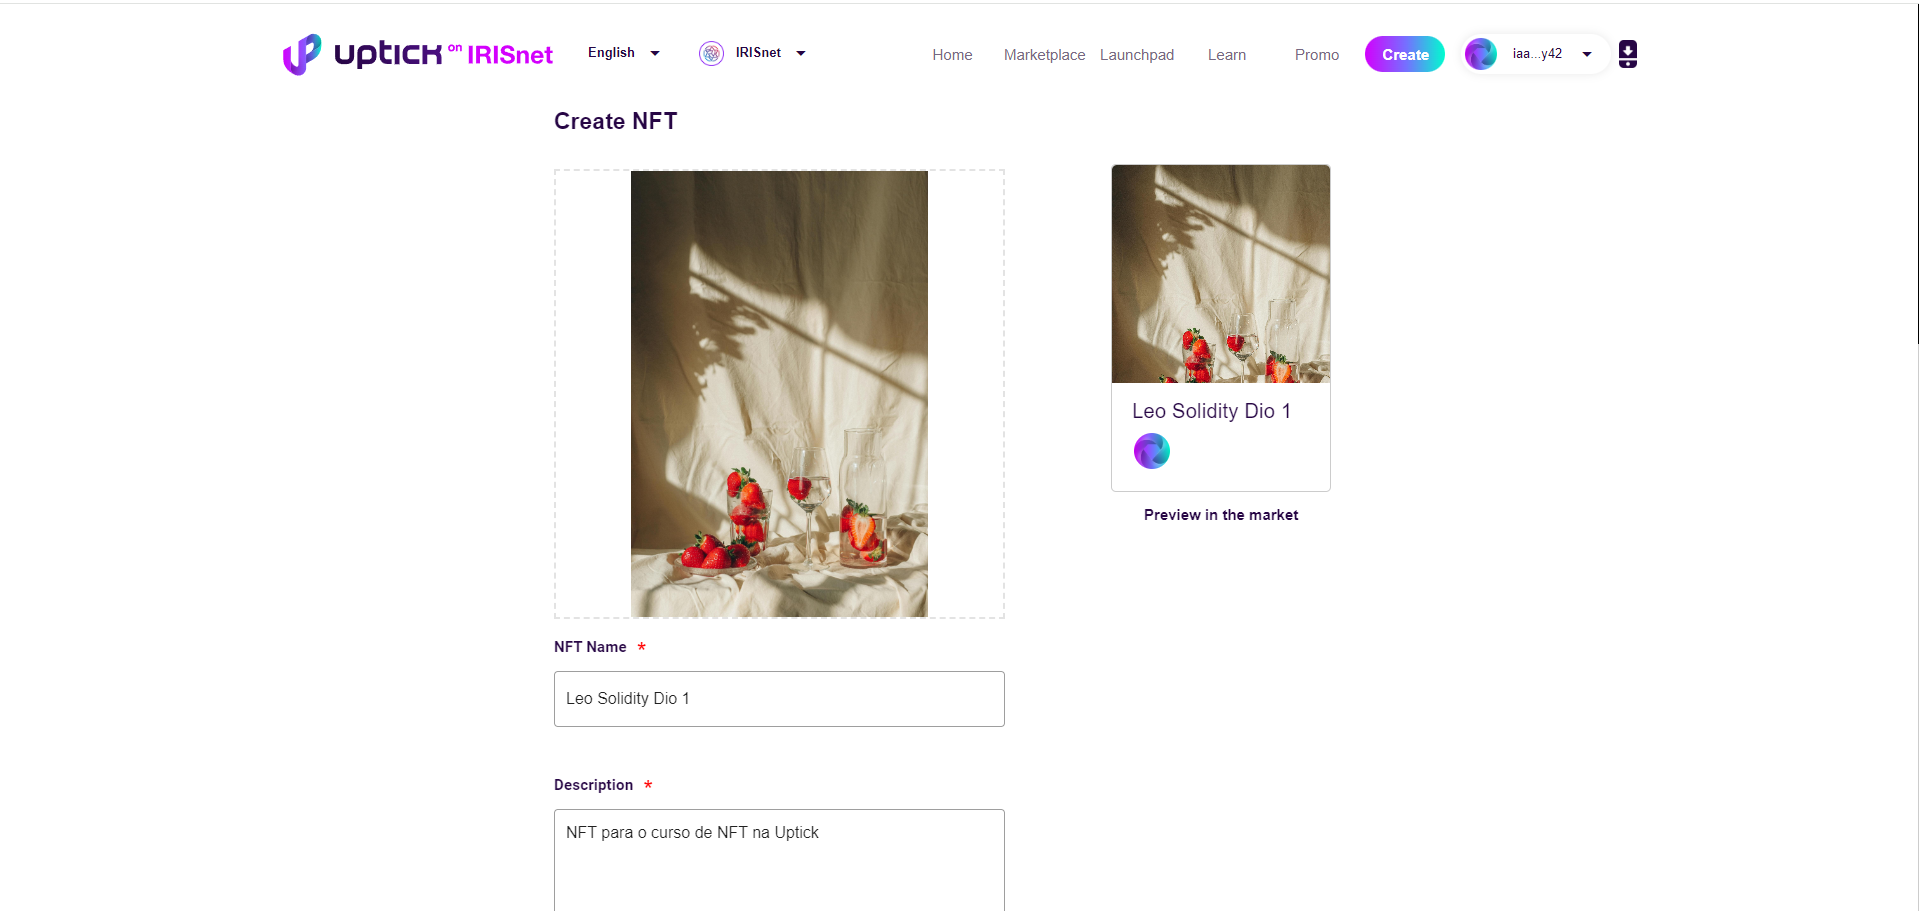 uptick on IRISnet
English
IRISnet
Home
Marketplace
Launchpad
Learn
Promo
Create
iaa...y42
Create NFT
Leo Solidity Dio 1
Preview in the market
NFT Name *
Leo Solidity Dio 1
Description *
NFT para o curso de NFT na Uptick